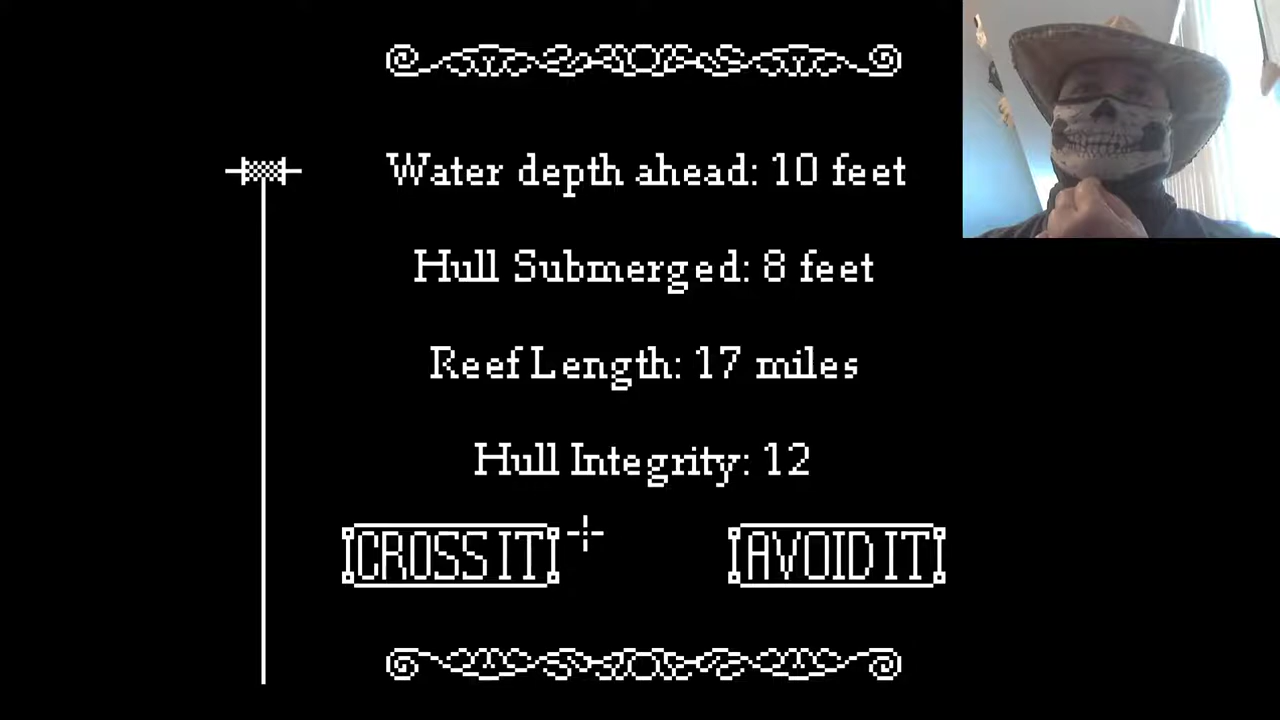 Water depth ahead: 10 feet
Hull Submerged: 8 feet
Reef Length: 17 miles
Hull Integrity: 12
CROSS IT
AVOID IT